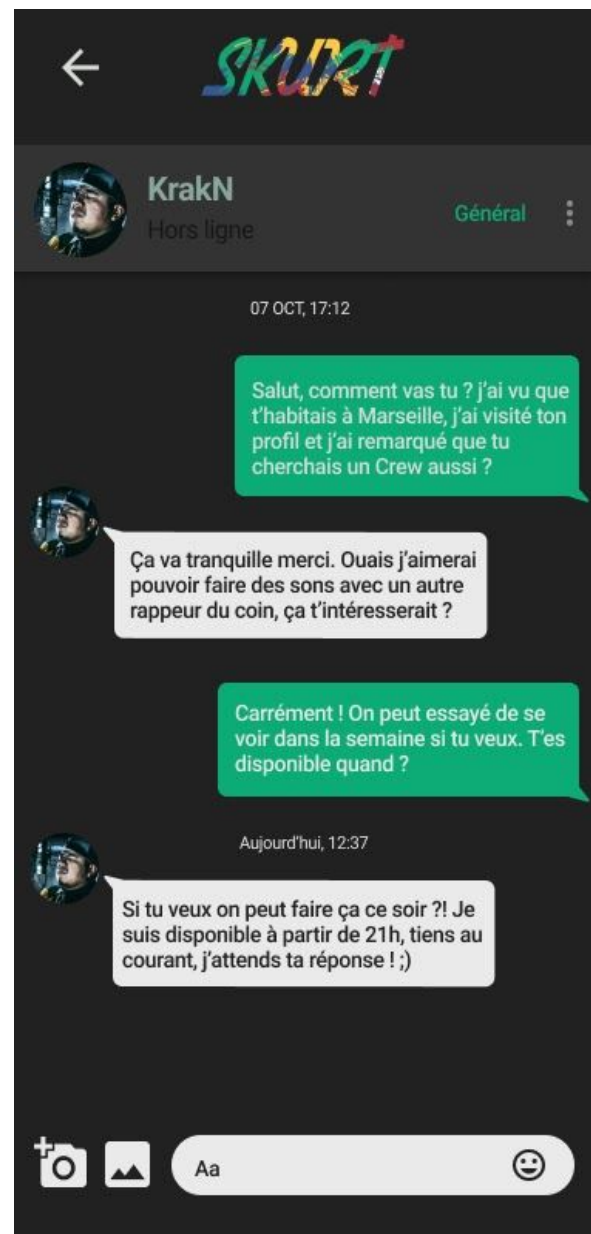 SKURT
KrakN
Hors ligne
Général
07 OCT, 17:12
Salut, comment vas tu ? j'ai vu que
t'habitais à Marseille, j'ai visité ton
profil et j'ai remarqué que tu
cherchais un Crew aussi ?
Ça va tranquille merci. Ouais j'aimerai
pouvoir faire des sons avec un autre
rappeur du coin, ça t'intéresserait ?
Carrément ! On peut essayé de se
voir dans la semaine si tu veux. T'es
disponible quand ?
Aujourd'hui, 12:37
Si tu veux on peut faire ça ce soir ?! Je
suis disponible à partir de 21h, tiens au
courant, j'attends ta réponse ! ;)
Aa